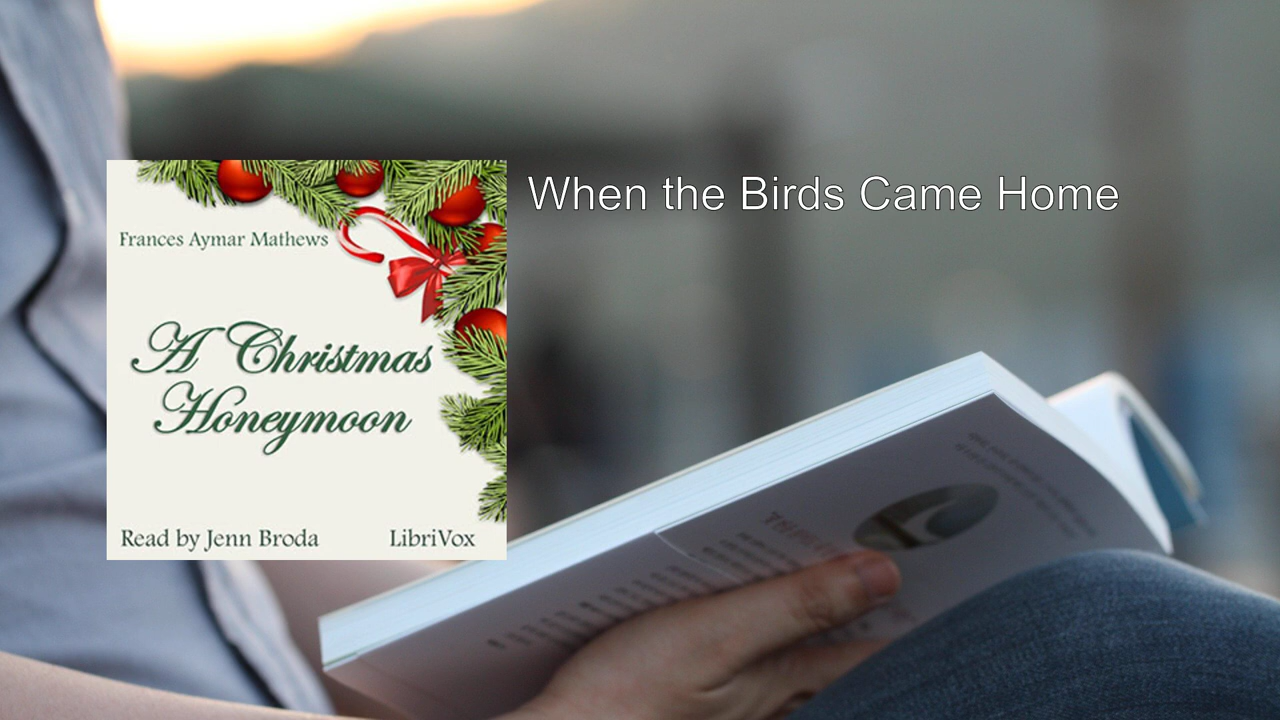 When the Birds Came Home
Frances Aymar Mathews
A Christmas
Honeymoon
Read by Jenn Broda
LibriVox